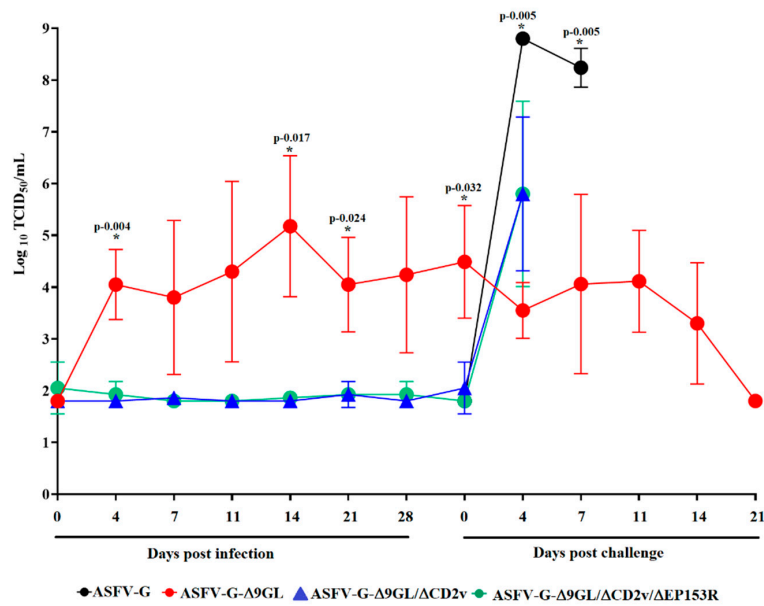 p-0.005
p-0.005
*
*
p-0.017
*
p-0.032
*
p-0.004
*
p-0.024
*
Log 10 TCID50/mL
9
8
7
6
5
4
3
2
1
0
0 4 7 11 14 21 28 0 4 7 11 14 21
Days post infection Days post challenge
ASFV-G ASFV-G-Δ9GL ASFV-G-Δ9GL/ΔCD2v ASFV-G-Δ9GL/ΔCD2v/ΔEP153R